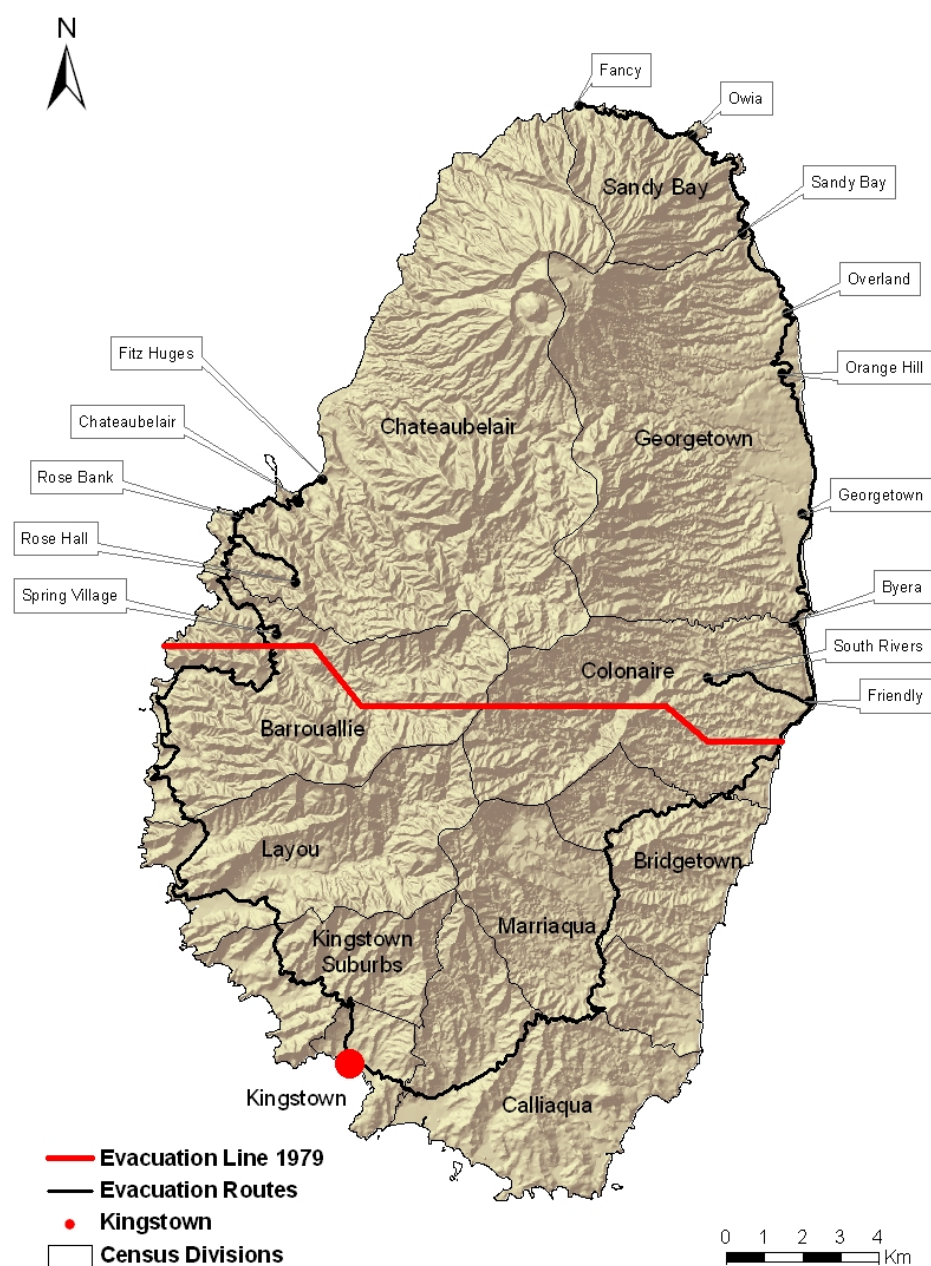 N
Fancy
Owia
Sandy Bay
Sandy Bay
Overland
Fitz Huges
Orange Hill
Chateaubelair
Chateaubelair
Georgetown
Rose Bank
Georgetown
Rose Hall
Byera
Spring Village
South Rivers
Colonaire
Friendly
Barrouallie
Layou
Bridgetown
Marriaqua
Kingstown
Suburbs
Kingstown
Calliaqua
Evacuation Line 1979
Evacuation Routes
Kingstown
Census Divisions
0 1 2 3 4
Km